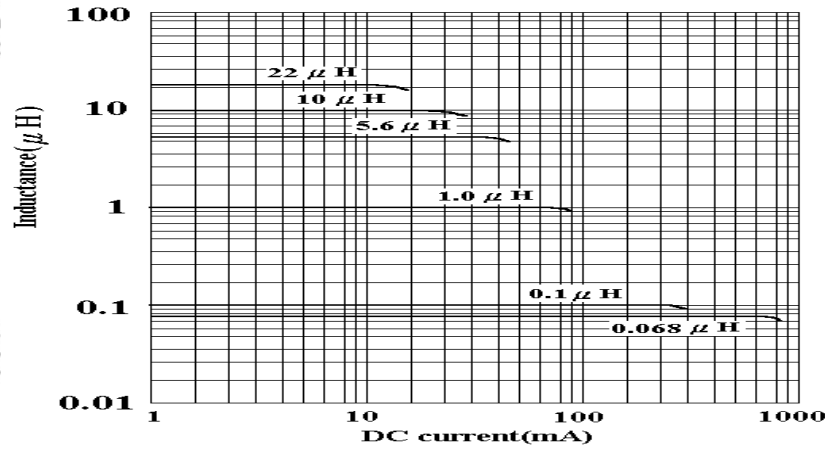 100
22 μ H
10 μ H
10
5.6 μ H
Inductance(μ H)
1.0 μ H
1
0.1 μ H
0.1
0.068 μ H
0.01
1 10 100 1000
DC current(mA)